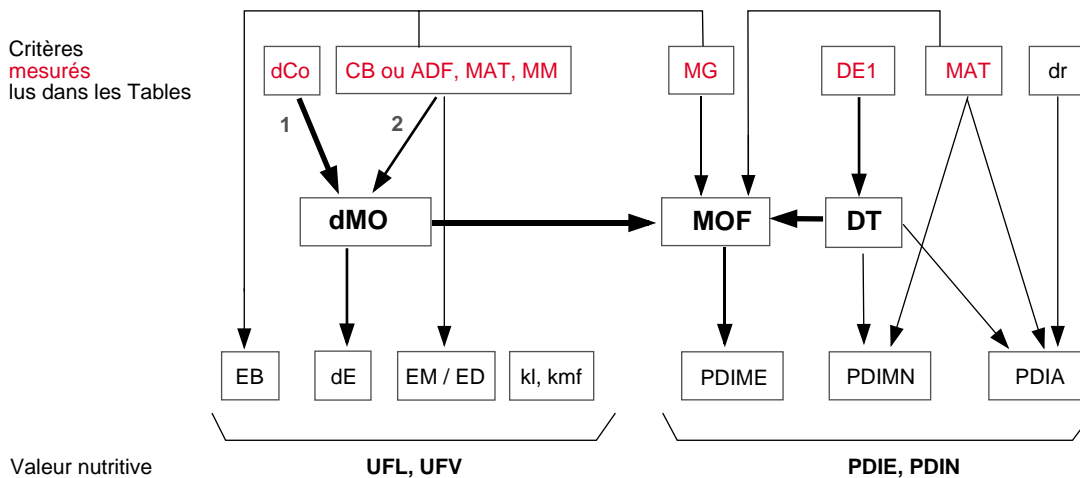 Critères
mesurés
lus dans les Tables
dCo
CB ou ADF, MAT, MM
MG
DE1
MAT
dr
1
2
dMO
MOF
DT
EB
dE
EM / ED
kl, kmf
PDIME
PDIMN
PDIA
Valeur nutritive
UFL, UFV
PDIE, PDIN